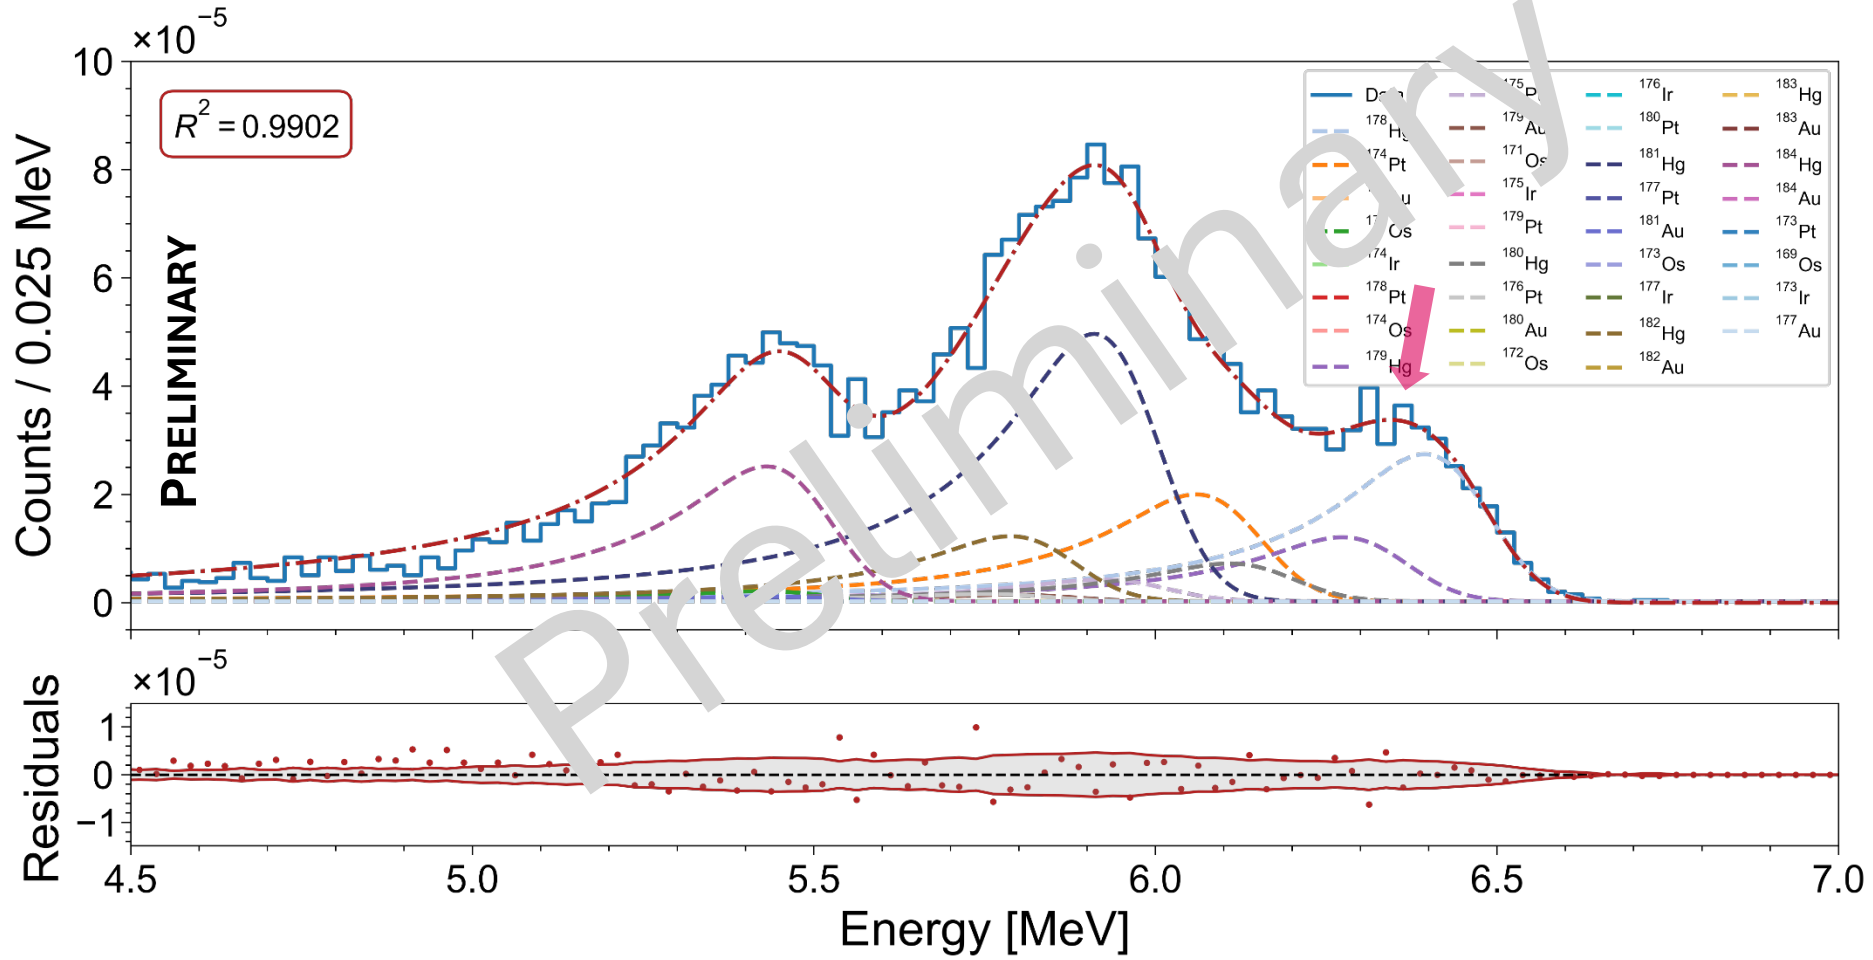 ×10⁻⁵
R² = 0.9902
PRELIMINARY
Preliminary
Counts / 0.025 MeV
10
8
6
4
2
0
¹⁷⁸Hg
¹⁷⁴Pt
Os
¹⁷⁴Ir
¹⁷⁸Pt
¹⁷⁴Os
¹⁷⁹Hg
¹⁷⁹Au
¹⁷¹Os
¹⁷⁵Ir
¹⁷⁹Pt
¹⁸⁰Hg
¹⁷⁶Pt
¹⁸⁰Au
¹⁷²Os
¹⁷⁶Ir
¹⁸⁰Pt
¹⁸¹Hg
¹⁷⁷Pt
¹⁸¹Au
¹⁷³Os
¹⁷⁷Ir
¹⁸²Hg
¹⁸²Au
¹⁸³Hg
¹⁸³Au
¹⁸⁴Hg
¹⁸⁴Au
¹⁷³Pt
¹⁶⁹Os
¹⁷³Ir
¹⁷⁷Au
×10⁻⁵
Residuals
1
0
−1
4.5 5.0 5.5 6.0 6.5 7.0
Energy [MeV]